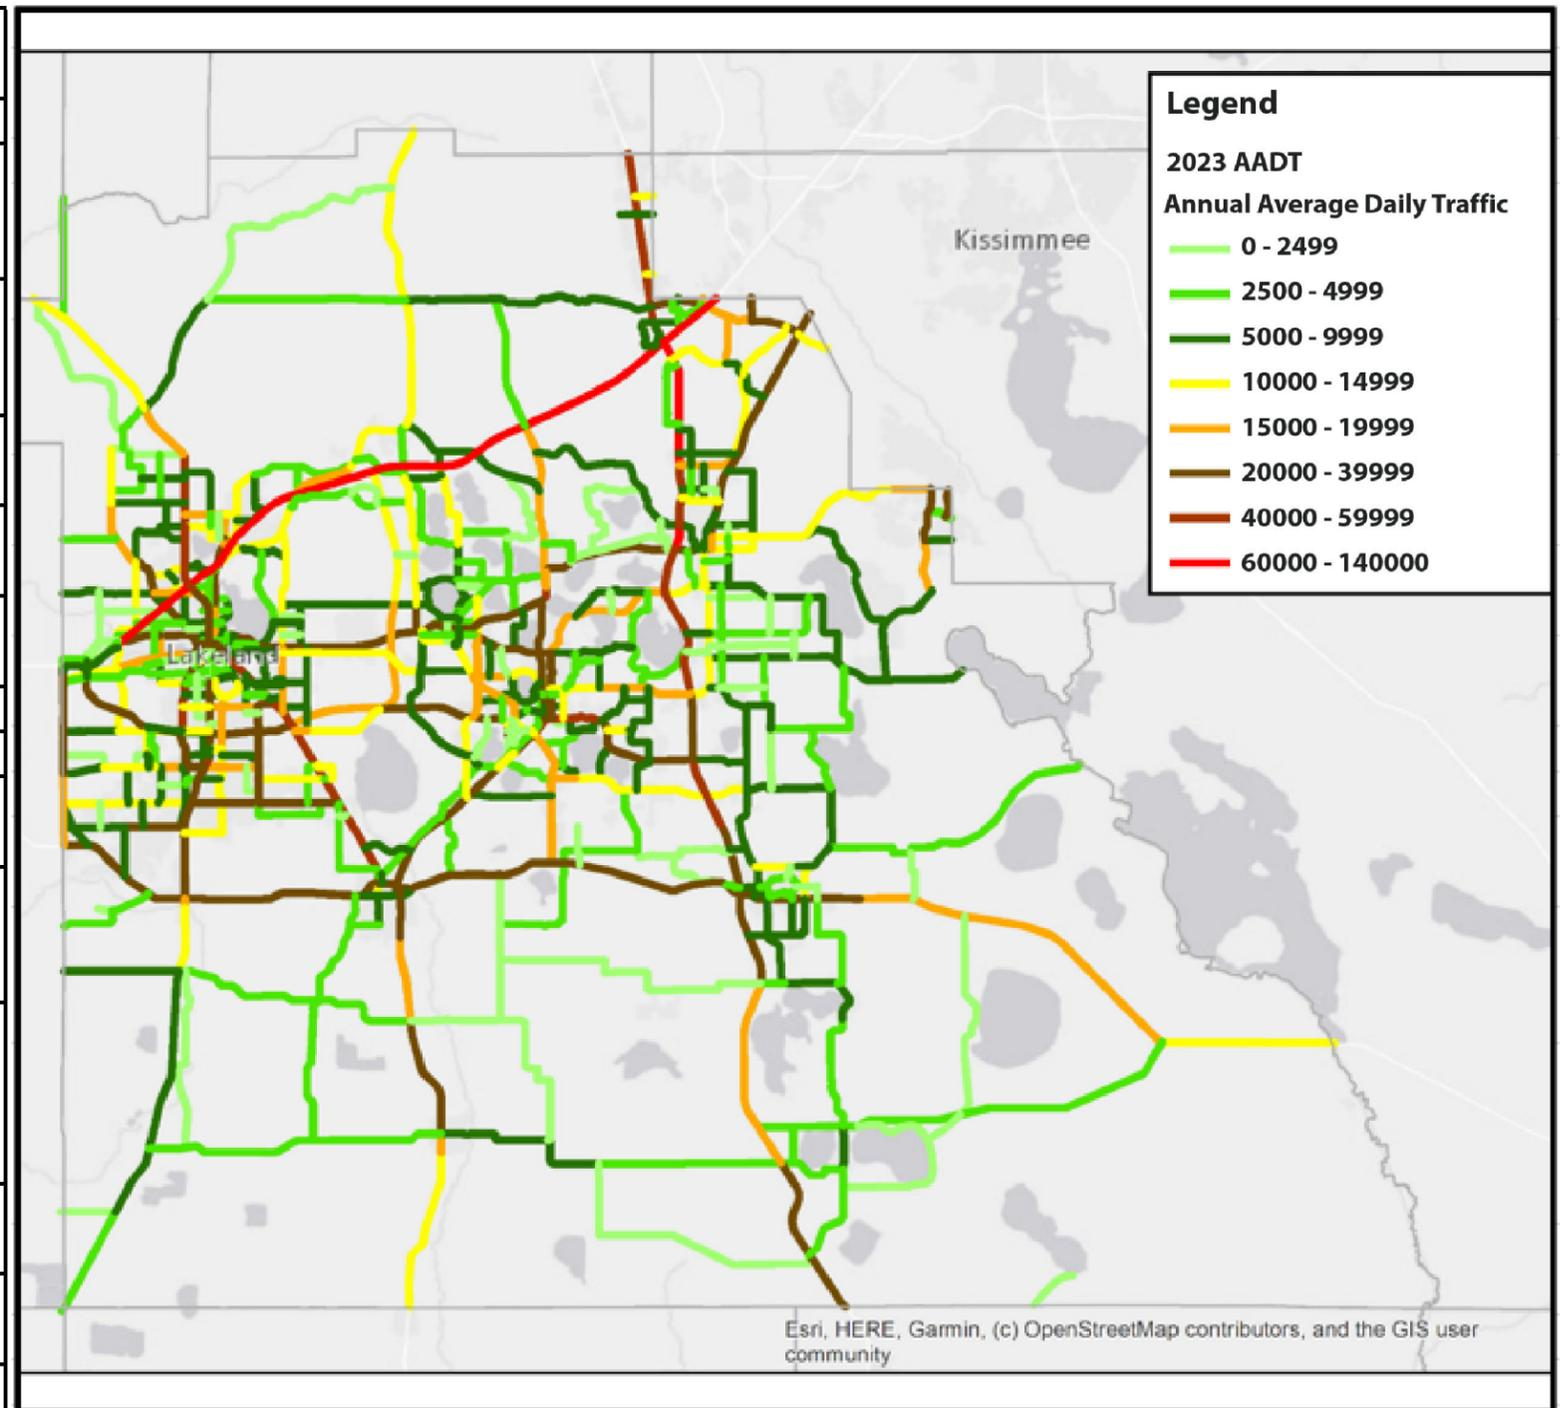 Legend
2023 AADT
Annual Average Daily Traffic
0 - 2499
2500 - 4999
5000 - 9999
10000 - 14999
15000 - 19999
20000 - 39999
40000 - 59999
60000 - 140000
Kissimmee
Lakeland
Esri, HERE, Garmin, (c) OpenStreetMap contributors, and the GIS user
community